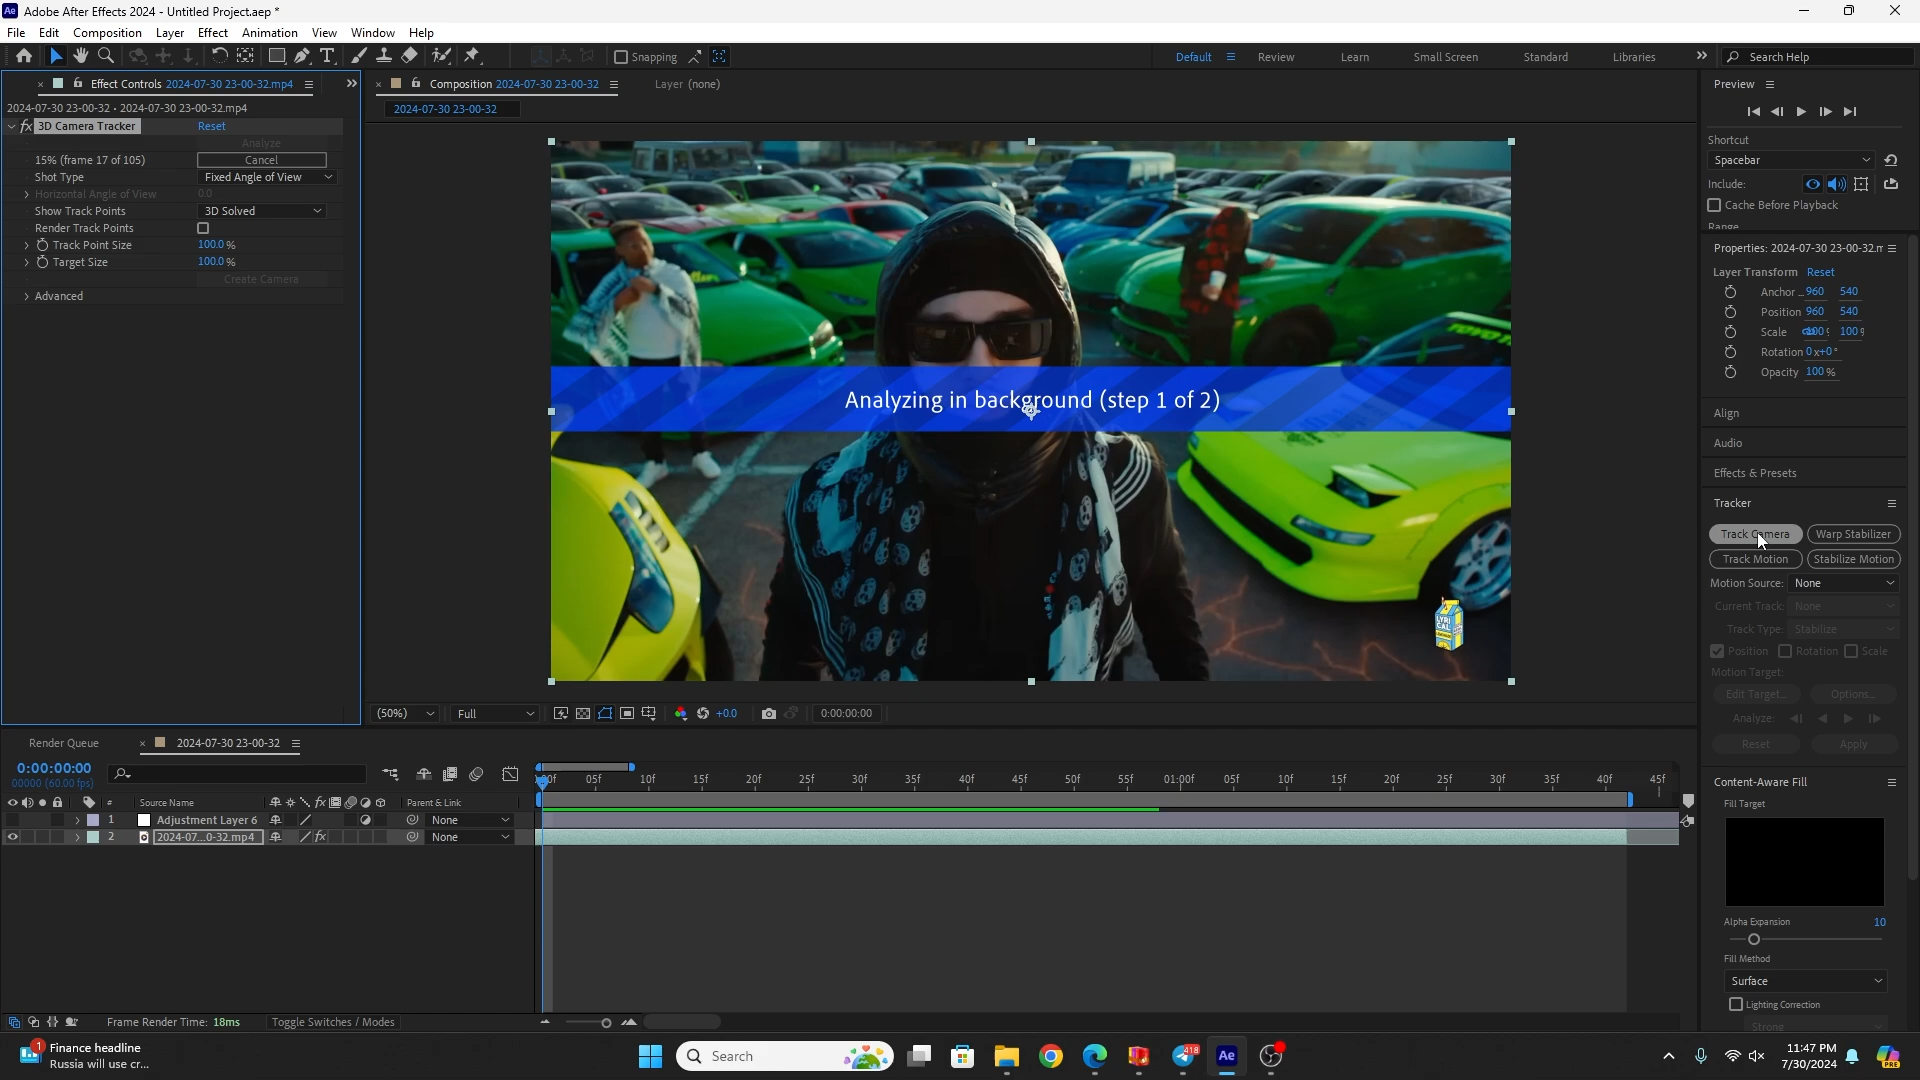 Adobe After Effects 2024 - Untitled Project.aep *
File Edit Composition Layer Effect Animation View Window Help
Snapping
Default Review Learn Small Screen Standard Libraries Search Help
Effect Controls 2024-07-30 23-00-32.mp4
2024-07-30 23-00-32 • 2024-07-30 23-00-32.mp4
fx 3D Camera Tracker Reset
Analyze
15% (frame 17 of 105) Cancel
Shot Type Fixed Angle of View
Horizontal Angle of View 0.0
Show Track Points 3D Solved
Render Track Points
Track Point Size 100.0 %
Target Size 100.0 %
Create Camera
Advanced
Composition 2024-07-30 23-00-32 Layer (none)
2024-07-30 23-00-32
Analyzing in background (step 1 of 2)
LYRICAL
(50%) Full +0.0 0:00:00:00
Preview
Shortcut
Spacebar
Include:
Cache Before Playback
Range
Properties: 2024-07-30 23-00-32.m
Layer Transform Reset
Anchor .. 960 540
Position 960 540
Scale 100 100
Rotation 0x+0°
Opacity 100 %
Align
Audio
Effects & Presets
Tracker
Track Camera Warp Stabilizer
Track Motion Stabilize Motion
Motion Source: None
Current Track: None
Track Type: Stabilize
Position Rotation Scale
Motion Target:
Edit Target... Options...
Analyze:
Reset Apply
Content-Aware Fill
Fill Target
Alpha Expansion 10
Fill Method
Surface
Lighting Correction
Strong
Render Queue 2024-07-30 23-00-32
0:00:00:00
00000 (60.00 fps)
:00f 05f 10f 15f 20f 25f 30f 35f 40f 45f 50f 55f 01:00f 05f 10f 15f 20f 25f 30f 35f 40f 45f
# Source Name fx Parent & Link
1 Adjustment Layer 6 None
2 2024-07...0-32.mp4 fx None
Frame Render Time: 18ms Toggle Switches / Modes
1 Finance headline
Russia will use cr...
Search
418
Ae
11:47 PM
7/30/2024
PRE